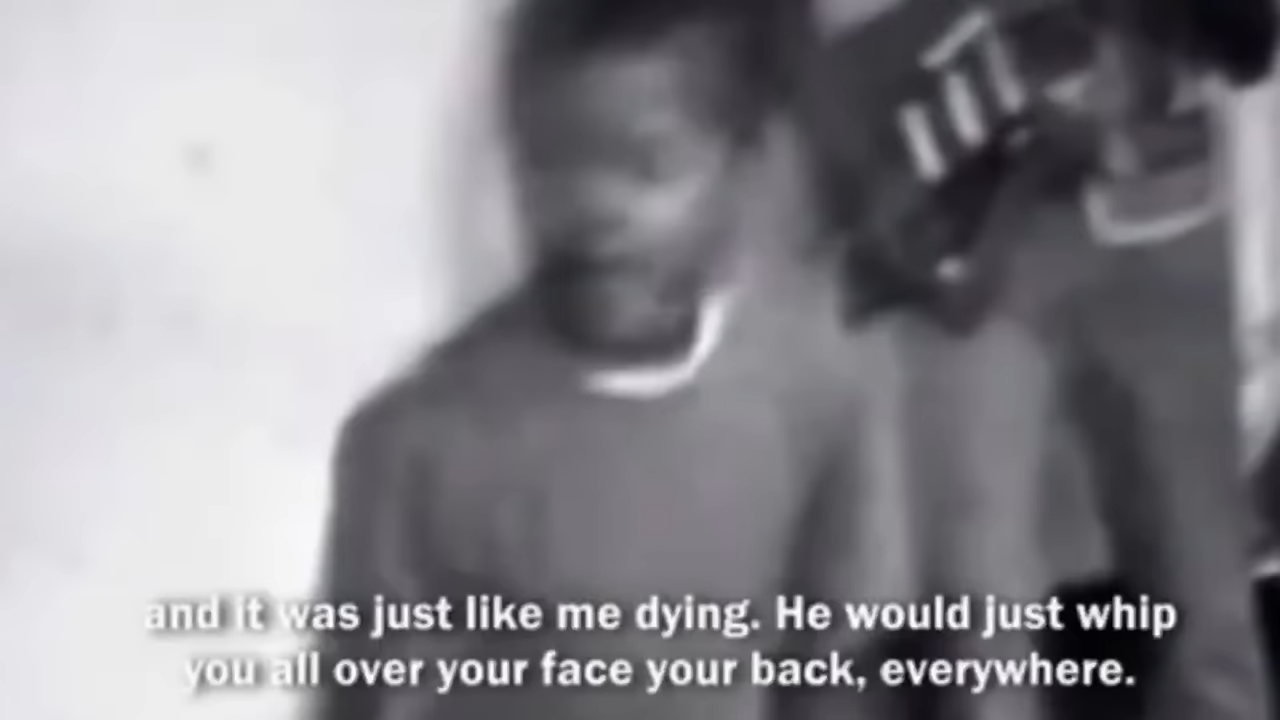 and it was just like me dying. He would just whip
you all over your face your back, everywhere.